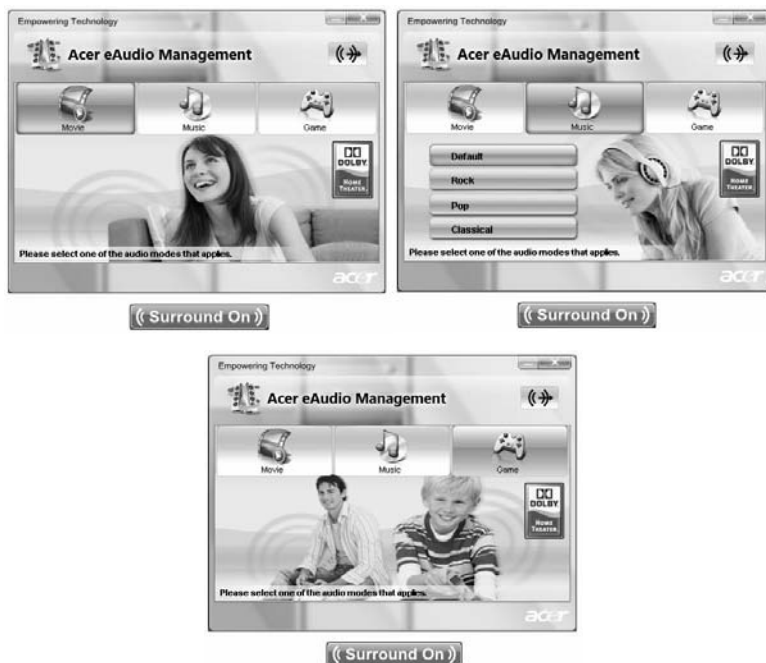 Empowering Technology
Acer eAudio Management
Movie Music Game
DOLBY
HOME THEATER
Please select one of the audio modes that apples.
acer
Surround On
Empowering Technology
Acer eAudio Management
Movie Music Game
Default
Rock
Pop
Classical
DOLBY
HOME THEATER
Please select one of the audio modes that apples.
acer
Surround On
Empowering Technology
Acer eAudio Management
Movie Music Game
DOLBY
HOME THEATER
Please select one of the audio modes that apples.
acer
Surround On